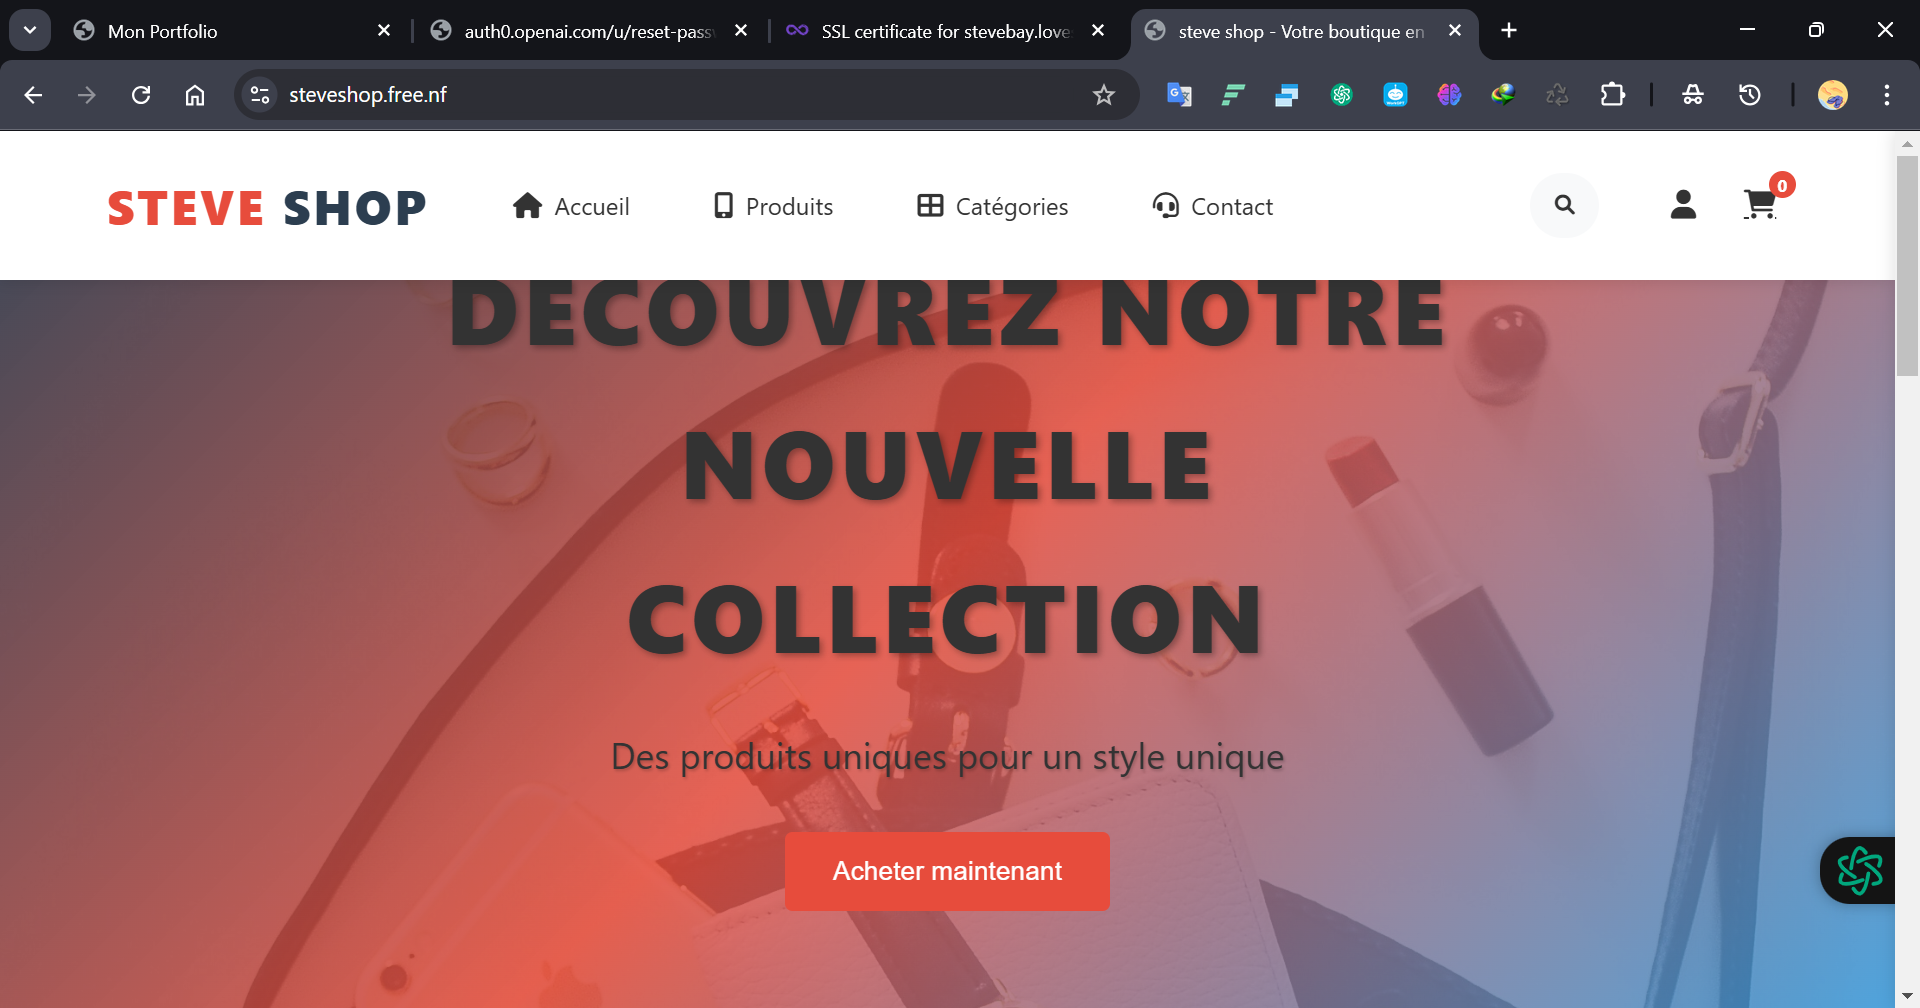 Mon Portfolio
auth0.openai.com/u/reset-passw
SSL certificate for stevebay.love
steve shop - Votre boutique en
steveshop.free.nf
STEVE SHOP
Accueil
Produits
Catégories
Contact
0
DÉCOUVREZ NOTRE
NOUVELLE
COLLECTION
Des produits uniques pour un style unique
Acheter maintenant